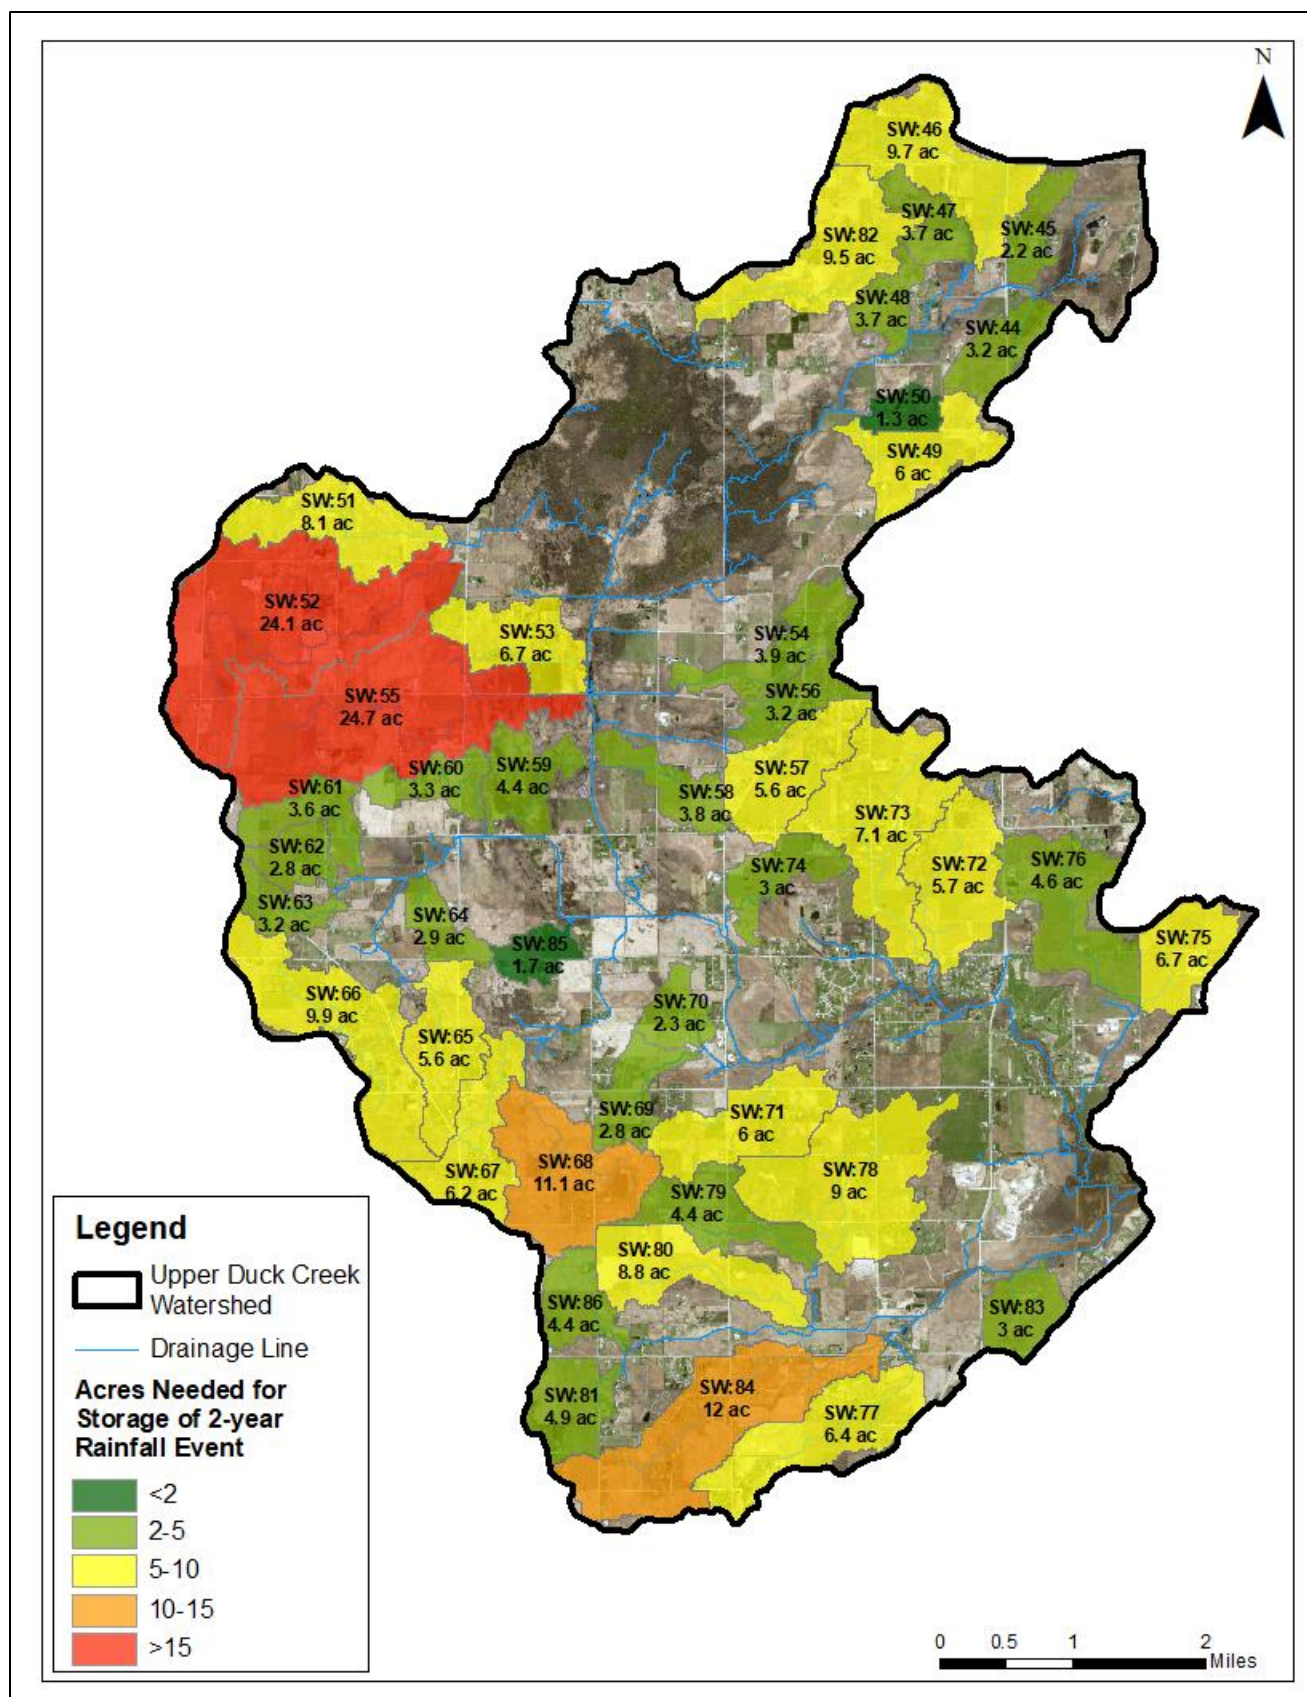 N
SW:46
9.7 ac
SW:47
3.7 ac
SW:45
2.2 ac
SW:82
9.5 ac
SW:48
3.7 ac
SW:44
3.2 ac
SW:50
1.3 ac
SW:49
6 ac
SW:51
8.1 ac
SW:52
24.1 ac
SW:53
6.7 ac
SW:54
3.9 ac
SW:55
24.7 ac
SW:56
3.2 ac
SW:57
5.6 ac
SW:58
3.8 ac
SW:59
4.4 ac
SW:60
3.3 ac
SW:61
3.6 ac
SW:73
7.1 ac
SW:62
2.8 ac
SW:74
3 ac
SW:72
5.7 ac
SW:76
4.6 ac
SW:63
3.2 ac
SW:64
2.9 ac
SW:85
1.7 ac
SW:75
6.7 ac
SW:66
9.9 ac
SW:70
2.3 ac
SW:65
5.6 ac
SW:69
2.8 ac
SW:71
6 ac
SW:67
6.2 ac
SW:68
11.1 ac
SW:78
9 ac
SW:79
4.4 ac
SW:80
8.8 ac
SW:86
4.4 ac
SW:83
3 ac
SW:81
4.9 ac
SW:84
12 ac
SW:77
6.4 ac
Legend
Upper Duck Creek
Watershed
Drainage Line
Acres Needed for
Storage of 2-year
Rainfall Event
<2
2-5
5-10
10-15
>15
0 0.5 1 2
Miles